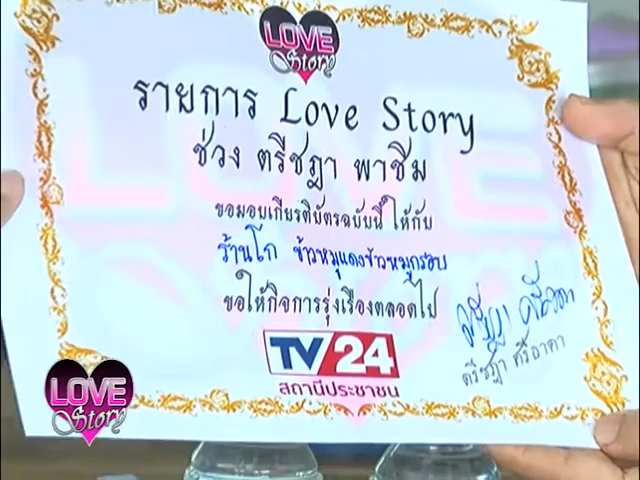 LOVE
Story
รายการ Love Story
ช่วง ตรีชฎา พาชิม
ขอมอบเกียรติบัตรฉบับนี้ ให้กับ
ร้านโก ข้าวหมูแดงข้าวหมูกรอบ
ขอให้กิจการรุ่งเรืองตลอดไป
TV24
สถานีประชาชน
ตรีชฎา ศรีธาดา
LOVE
Story